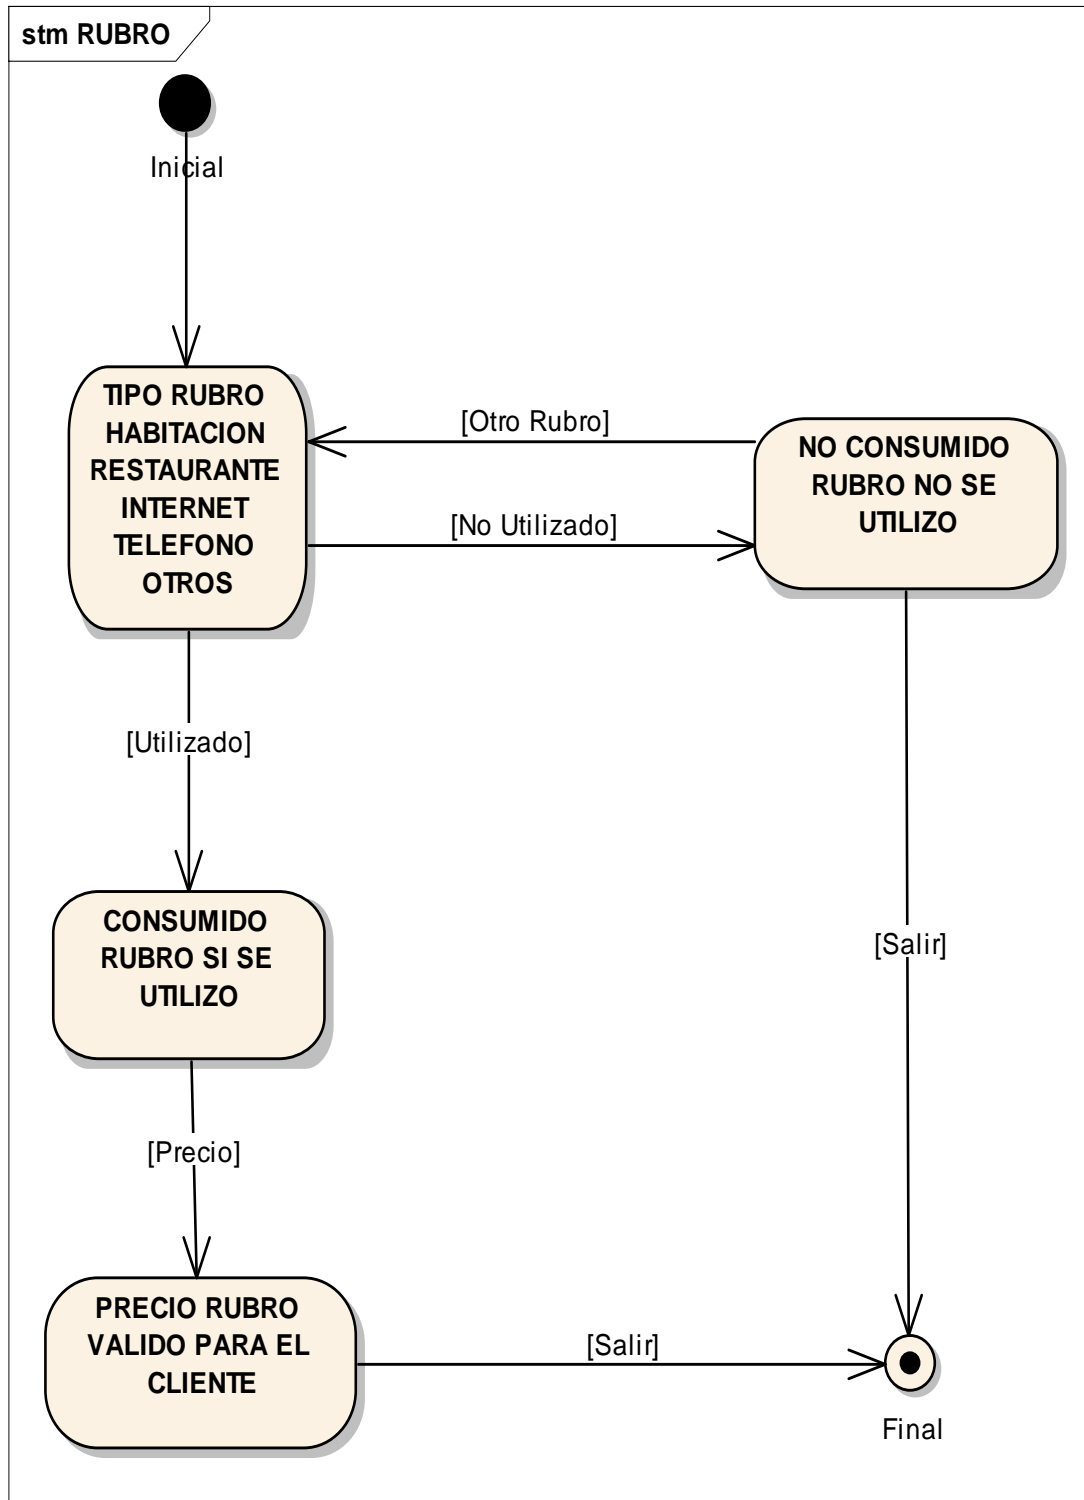 stm RUBRO
Inicial
TIPO RUBRO
HABITACION
RESTAURANTE
INTERNET
TELEFONO
OTROS
[Otro Rubro]
[No Utilizado]
NO CONSUMIDO
RUBRO NO SE
UTILIZO
[Utilizado]
CONSUMIDO
RUBRO SI SE
UTILIZO
[Salir]
[Precio]
PRECIO RUBRO
VALIDO PARA EL
CLIENTE
[Salir]
Final